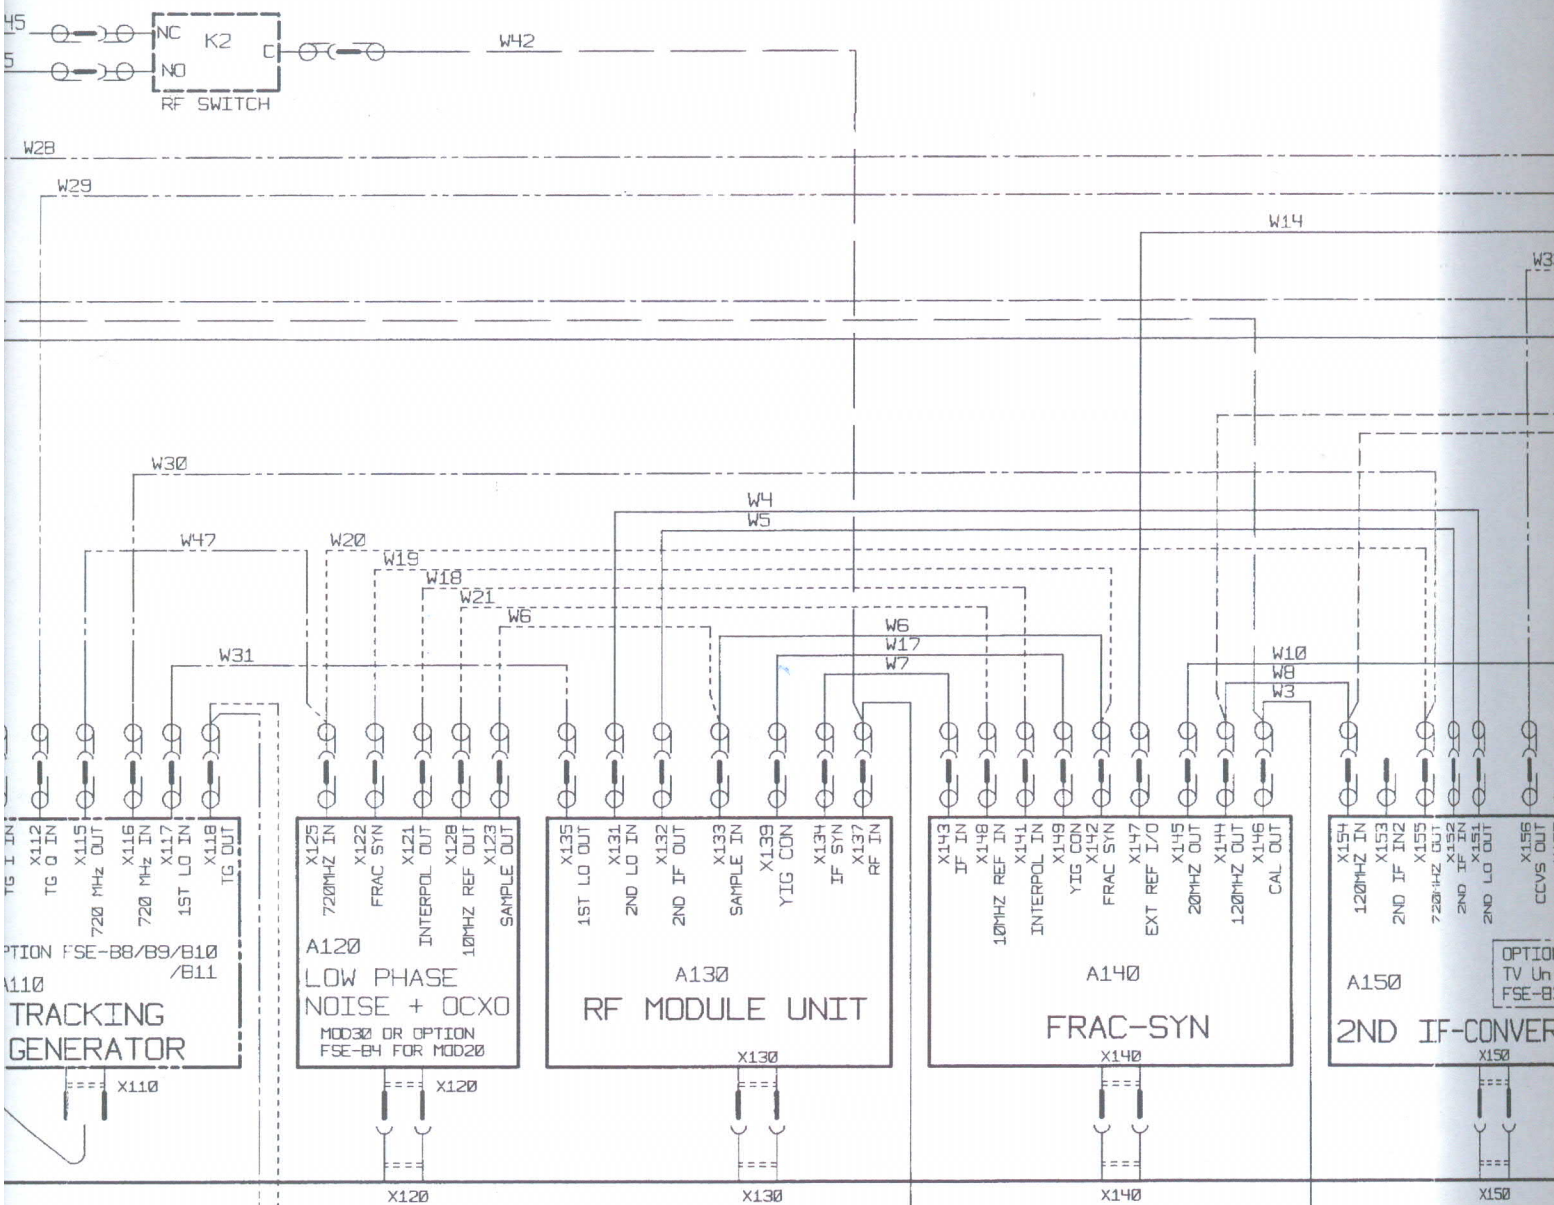 45
NC
K2
C
W42
5
NO
RF SWITCH
W28
W29
W14
W3
W30
W4
W5
W47
W20
W19
W18
W21
W6
W6
W17
W7
W31
W10
W8
W3
TG I IN
X112
TG Q IN
X115
720 MHz OUT
X116
720 MHz IN
X117
1ST LO IN
X118
TG OUT
X125
720MHZ IN
X122
FRAC SYN
X121
INTERPOL OUT
X128
10MHZ REF OUT
X123
SAMPLE OUT
X135
1ST LO OUT
X131
2ND LO IN
X132
2ND IF OUT
X133
SAMPLE IN
X139
YIG CON
X134
IF SYN
X137
RF IN
X143
IF IN
X148
10MHZ REF IN
X141
INTERPOL IN
X149
YIG CON
X142
FRAC SYN
X147
EXT REF I/O
X145
20MHZ OUT
X144
120MHZ OUT
X146
CAL OUT
X154
120MHZ IN
X153
2ND IF IN2
X155
720MHZ OUT
X152
2ND IF IN
X151
2ND LO OUT
X156
CCVS OUT
PTION FSE-B8/B9/B10
/B11
A110
TRACKING
GENERATOR
A120
LOW PHASE
NOISE + OCXO
MOD30 OR OPTION
FSE-B4 FOR MOD20
A130
RF MODULE UNIT
X130
A140
FRAC-SYN
X140
OPTIO
TV Un
FSE-B
A150
2ND IF-CONVER
X150
X110
X120
X120
X130
X140
X150